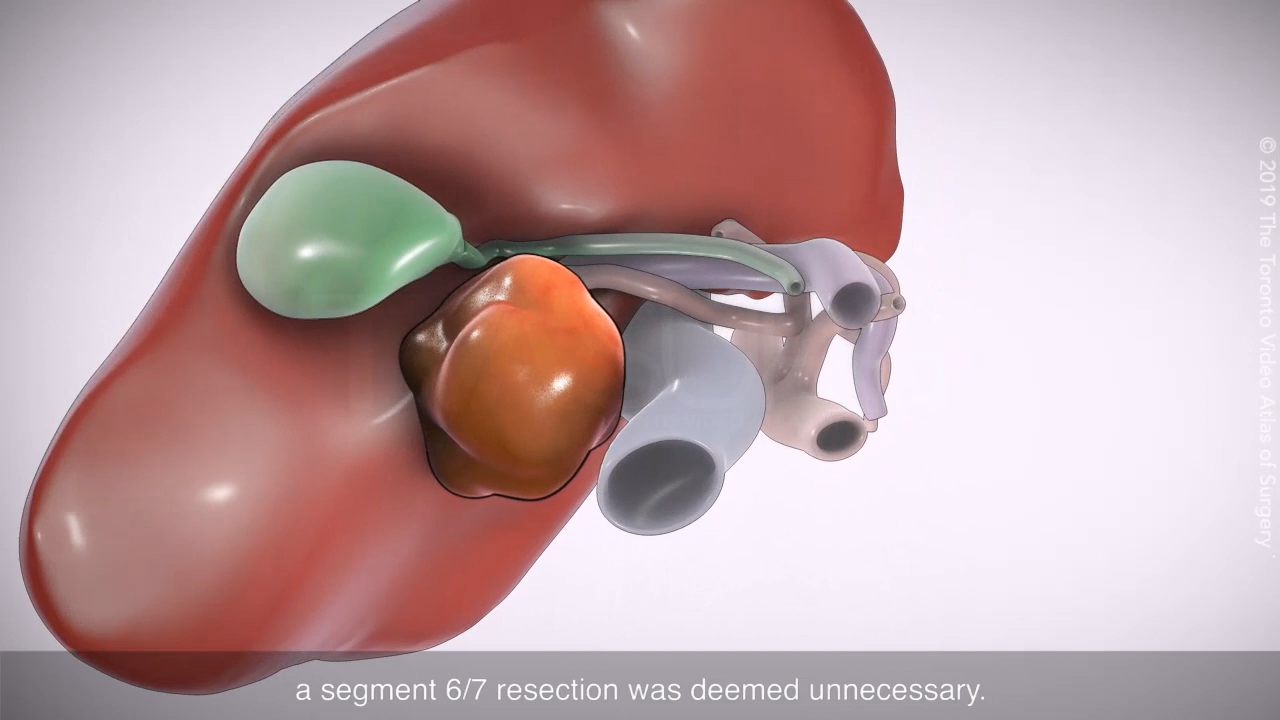 © 2019 The Toronto Video Atlas of Surgery
a segment 6/7 resection was deemed unnecessary.